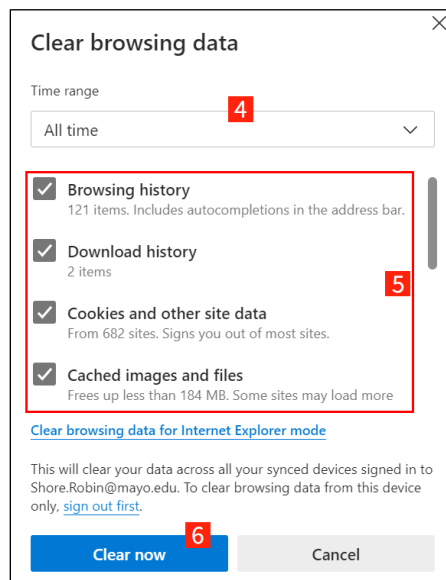 Clear browsing data
Time range
4
All time
Browsing history
121 items. Includes autocompletions in the address bar.
Download history
2 items
5
Cookies and other site data
From 682 sites. Signs you out of most sites.
Cached images and files
Frees up less than 184 MB. Some sites may load more
Clear browsing data for Internet Explorer mode
This will clear your data across all your synced devices signed in to
Shore.Robin@mayo.edu. To clear browsing data from this device
only, sign out first.
6
Clear now
Cancel